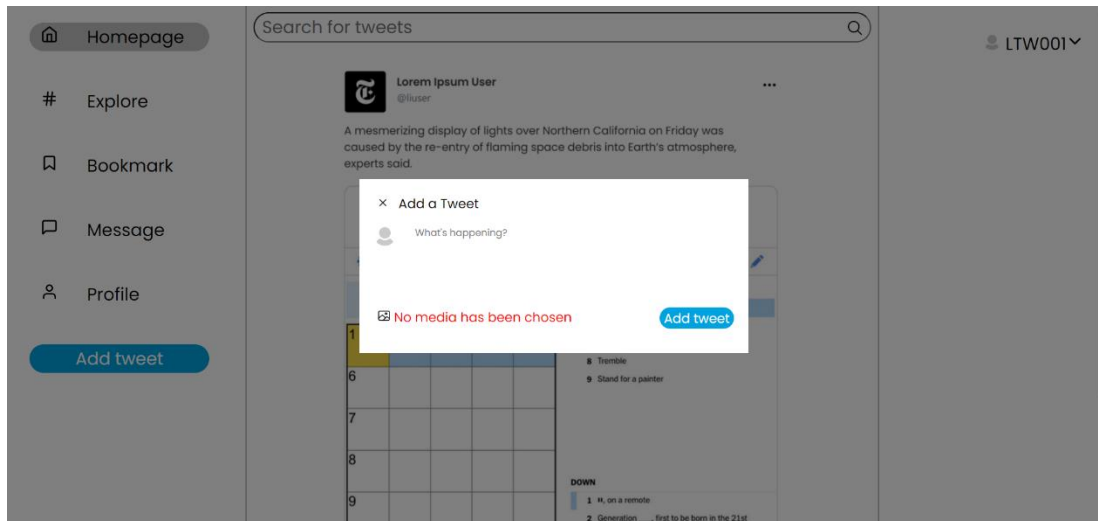 Homepage
Explore
Bookmark
Message
Profile
Add tweet
Search for tweets
Lorem Ipsum User
@liuser
A mesmerizing display of lights over Northern California on Friday was
caused by the re-entry of flaming space debris into Earth's atmosphere,
experts said.
Add a Tweet
What's happening?
No media has been chosen
Add tweet
1
6
7
8
9
8 Tremble
9 Stand for a painter
DOWN
1 H, on a remote
2 Generation __, first to be born in the 21st
LTW001